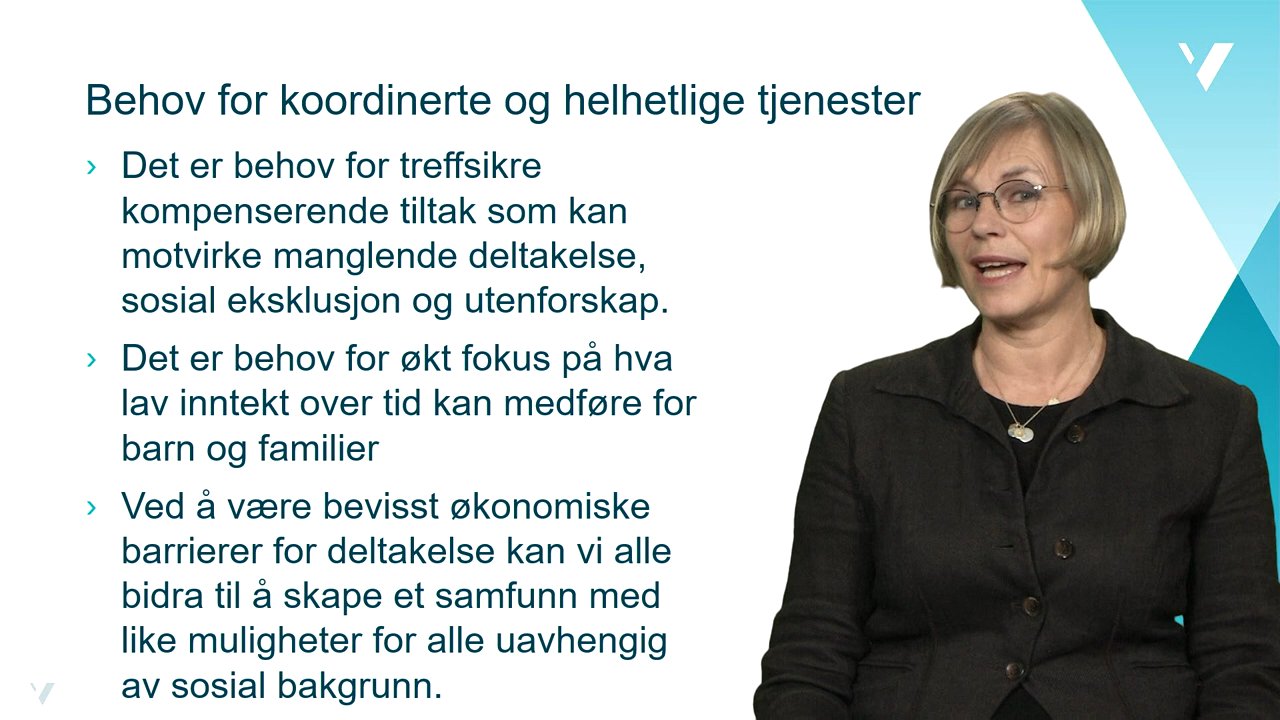 Behov for koordinerte og helhetlige tjenester
› Det er behov for treffsikre
kompenserende tiltak som kan
motvirke manglende deltakelse,
sosial eksklusjon og utenforskap.
› Det er behov for økt fokus på hva
lav inntekt over tid kan medføre for
barn og familier
› Ved å være bevisst økonomiske
barrierer for deltakelse kan vi alle
bidra til å skape et samfunn med
like muligheter for alle uavhengig
av sosial bakgrunn.